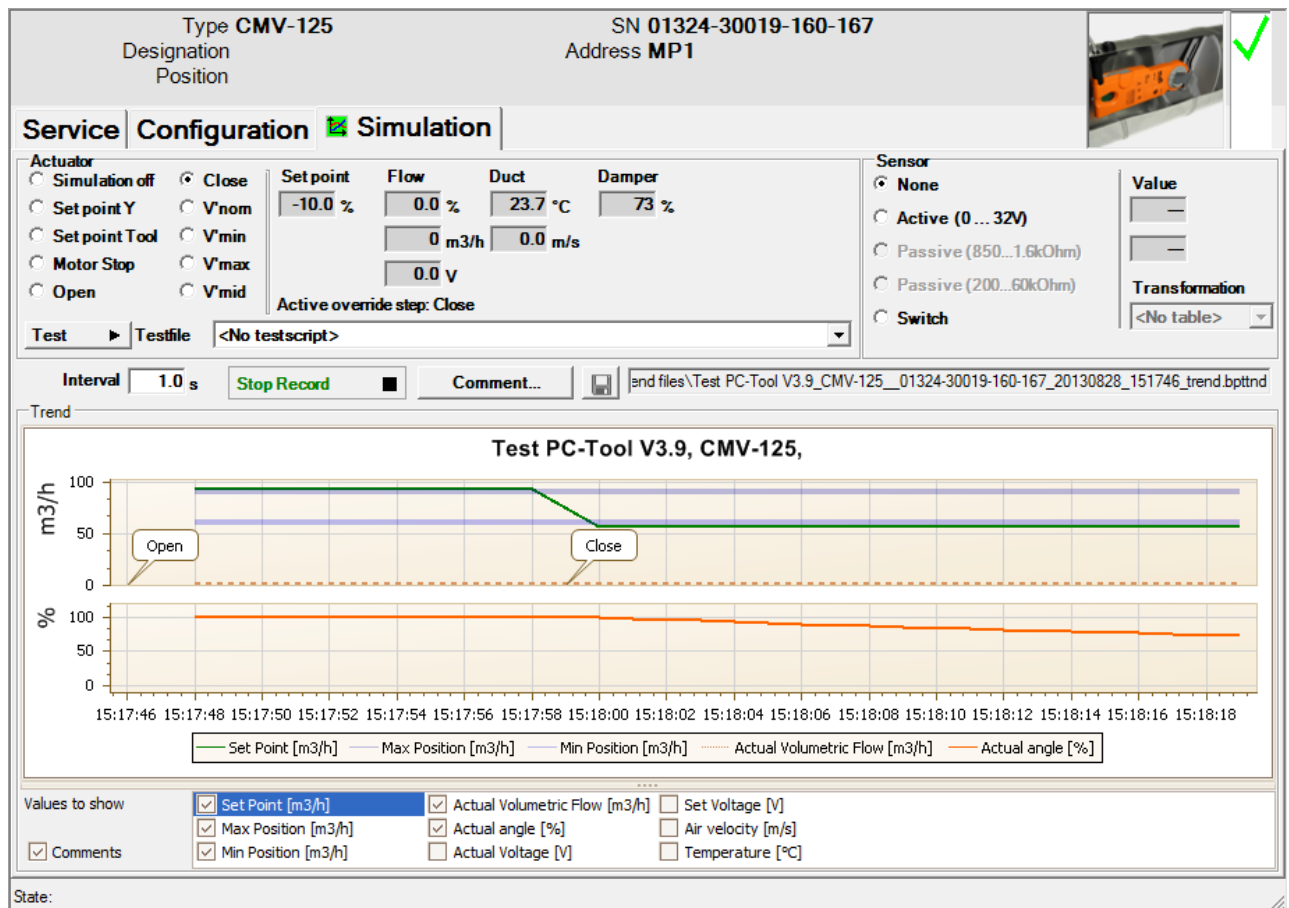 Type CMV-125 SN 01324-30019-160-167
Designation Address MP1
Position
Service Configuration Simulation
Actuator
Simulation off Close
Set point Y V'nom
Set point Tool V'min
Motor Stop V'max
Open V'mid
Set point Flow Duct Damper
-10.0 % 0.0 % 23.7 °C 73 %
0 m3/h 0.0 m/s
0.0 V
Active override step: Close
Test Testfile <No testscript>
Sensor
None
Active (0 ... 32V)
Passive (850...1.6kOhm)
Passive (200...60kOhm)
Switch
Value
—
—
Transformation
<No table>
Interval 1.0 s Stop Record Comment... end files\Test PC-Tool V3.9_CMV-125__01324-30019-160-167_20130828_151746_trend.bpttnd
Trend
Test PC-Tool V3.9, CMV-125,
m3/h
100
50
0
Open
Close
%
100
50
0
15:17:46 15:17:48 15:17:50 15:17:52 15:17:54 15:17:56 15:17:58 15:18:00 15:18:02 15:18:04 15:18:06 15:18:08 15:18:10 15:18:12 15:18:14 15:18:16 15:18:18
Set Point [m3/h] Max Position [m3/h] Min Position [m3/h] Actual Volumetric Flow [m3/h] Actual angle [%]
Values to show
Set Point [m3/h] Actual Volumetric Flow [m3/h] Set Voltage [V]
Max Position [m3/h] Actual angle [%] Air velocity [m/s]
Comments Min Position [m3/h] Actual Voltage [V] Temperature [°C]
State: